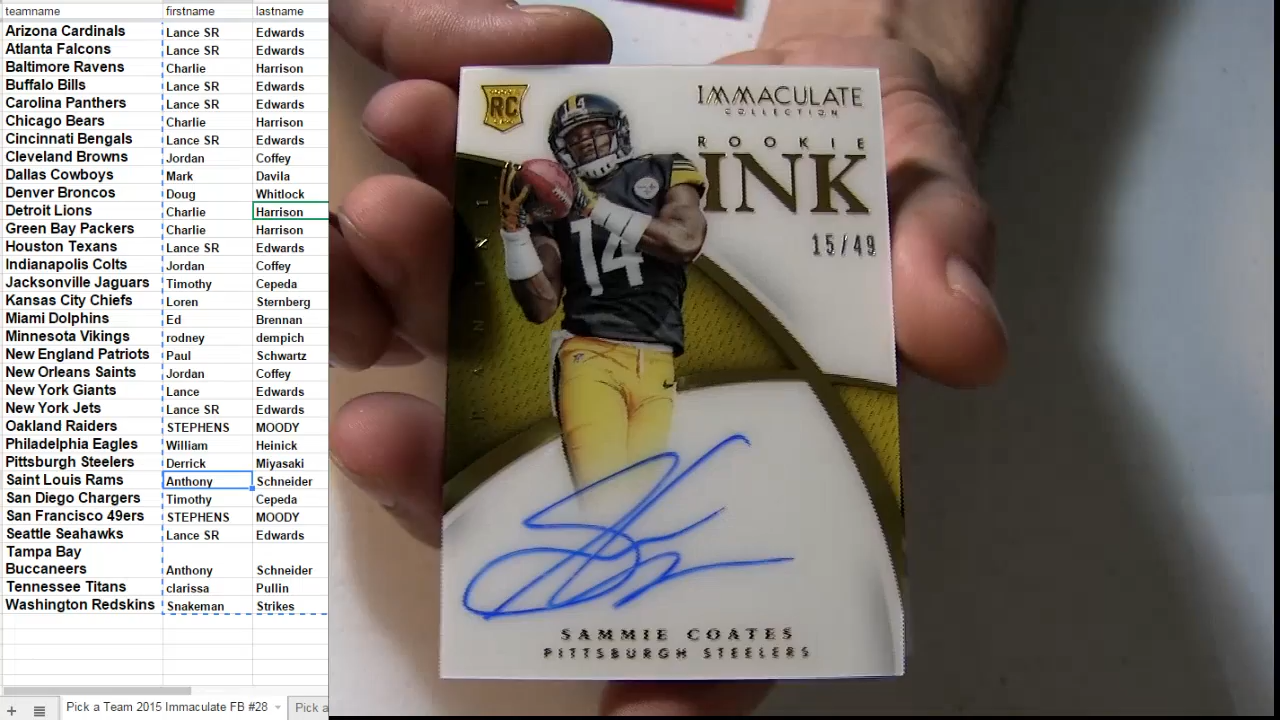 teamname firstname lastname
Arizona Cardinals Lance SR Edwards
Atlanta Falcons Lance SR Edwards
Baltimore Ravens Charlie Harrison
Buffalo Bills Lance SR Edwards
Carolina Panthers Lance SR Edwards
Chicago Bears Charlie Harrison
Cincinnati Bengals Lance SR Edwards
Cleveland Browns Jordan Coffey
Dallas Cowboys Mark Davila
Denver Broncos Doug Whitlock
Detroit Lions Charlie Harrison
Green Bay Packers Charlie Harrison
Houston Texans Lance SR Edwards
Indianapolis Colts Jordan Coffey
Jacksonville Jaguars Timothy Cepeda
Kansas City Chiefs Loren Sternberg
Miami Dolphins Ed Brennan
Minnesota Vikings rodney dempich
New England Patriots Paul Schwartz
New Orleans Saints Jordan Coffey
New York Giants Lance Edwards
New York Jets Lance SR Edwards
Oakland Raiders STEPHENS MOODY
Philadelphia Eagles William Heinick
Pittsburgh Steelers Derrick Miyasaki
Saint Louis Rams Anthony Schneider
San Diego Chargers Timothy Cepeda
San Francisco 49ers STEPHENS MOODY
Seattle Seahawks Lance SR Edwards
Tampa Bay
Buccaneers Anthony Schneider
Tennessee Titans clarissa Pullin
Washington Redskins Snakeman Strikes
Pick a Team 2015 Immaculate FB #28 Pick a
RC
IMMACULATE
COLLECTION
ROOKIE
INK
15/49
14
14
SAMMIE COATES
PITTSBURGH STEELERS